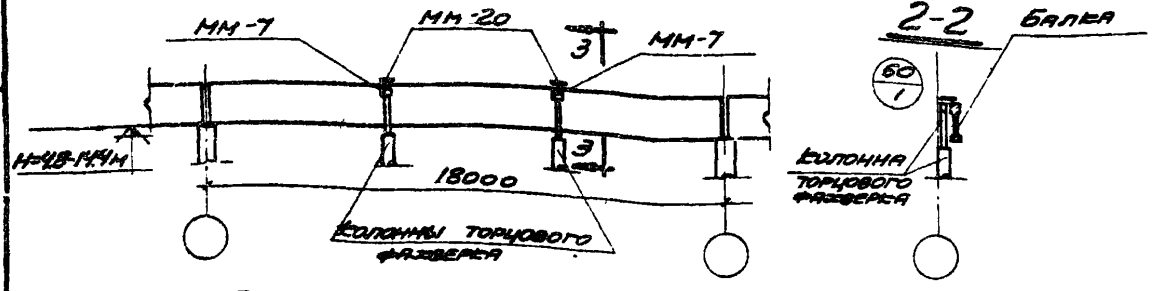 ММ-7
ММ-20
3
ММ-7
2-2
БАЛКА
60
1
H=4,8-14,4м
3
18000
КОЛОННА
ТОРЦОВОГО
ФАХВЕРКА
КОЛОННЫ ТОРЦОВОГО
ФАХВЕРКА